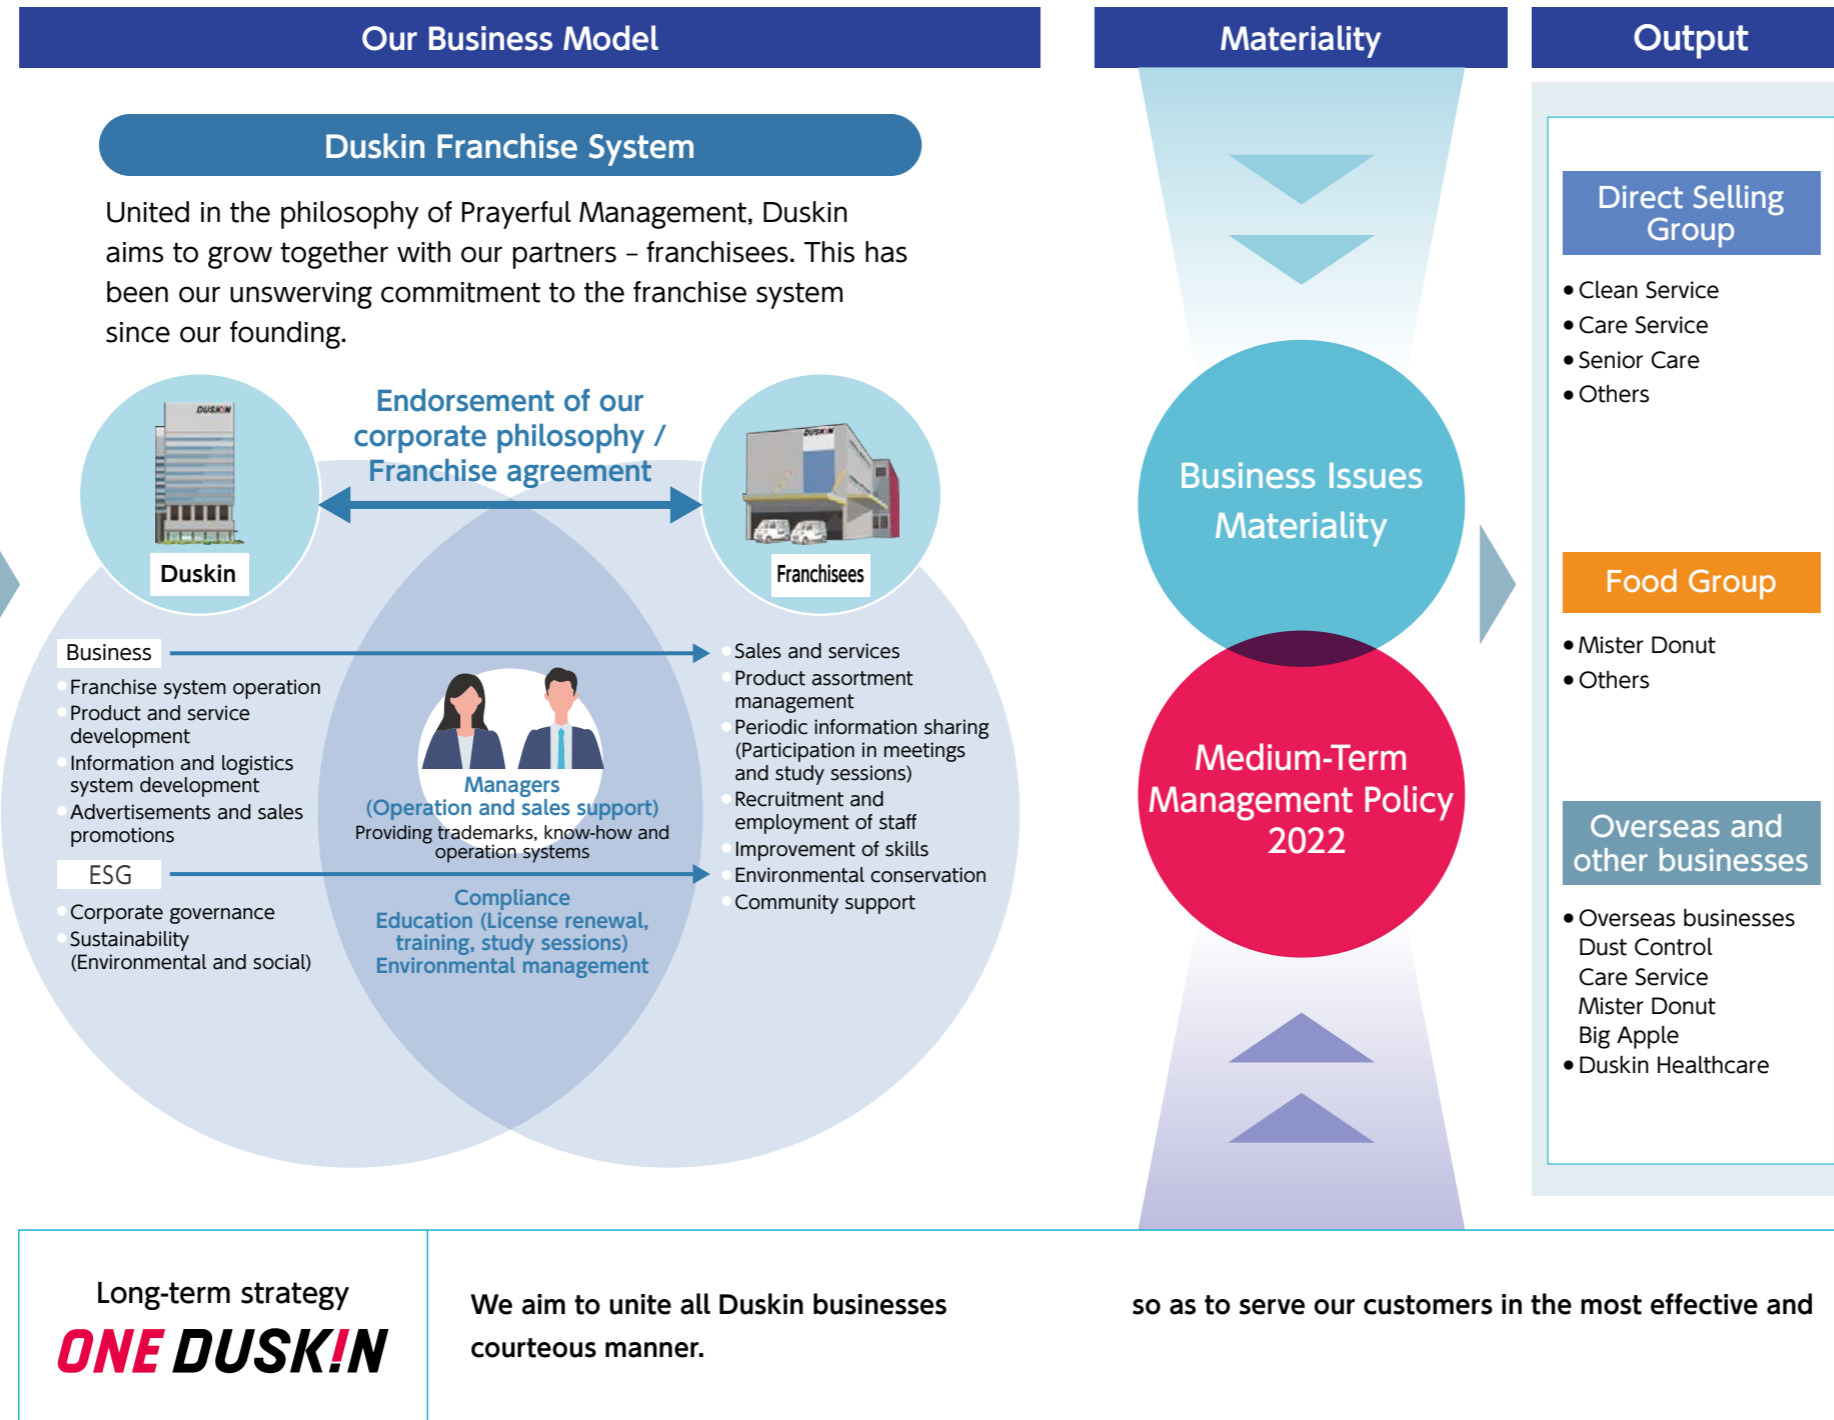 Our Business Model
Duskin Franchise System
United in the philosophy of Prayerful Management, Duskin
aims to grow together with our partners – franchisees. This has
been our unswerving commitment to the franchise system
since our founding.
Endorsement of our
corporate philosophy /
Franchise agreement
DUSKIN
Duskin
DUSKIN
Franchisees
Business
Franchise system operation
Product and service
development
Information and logistics
system development
Advertisements and sales
promotions
ESG
Corporate governance
Sustainability
(Environmental and social)
Managers
(Operation and sales support)
Providing trademarks, know-how and
operation systems
Compliance
Education (License renewal,
training, study sessions)
Environmental management
Sales and services
Product assortment
management
Periodic information sharing
(Participation in meetings
and study sessions)
Recruitment and
employment of staff
Improvement of skills
Environmental conservation
Community support
Materiality
Business Issues
Materiality
Medium-Term
Management Policy
2022
Output
Direct Selling
Group
• Clean Service
• Care Service
• Senior Care
• Others
Food Group
• Mister Donut
• Others
Overseas and
other businesses
• Overseas businesses
Dust Control
Care Service
Mister Donut
Big Apple
• Duskin Healthcare
Long-term strategy
ONE DUSK!N
We aim to unite all Duskin businesses so as to serve our customers in the most effective and
courteous manner.